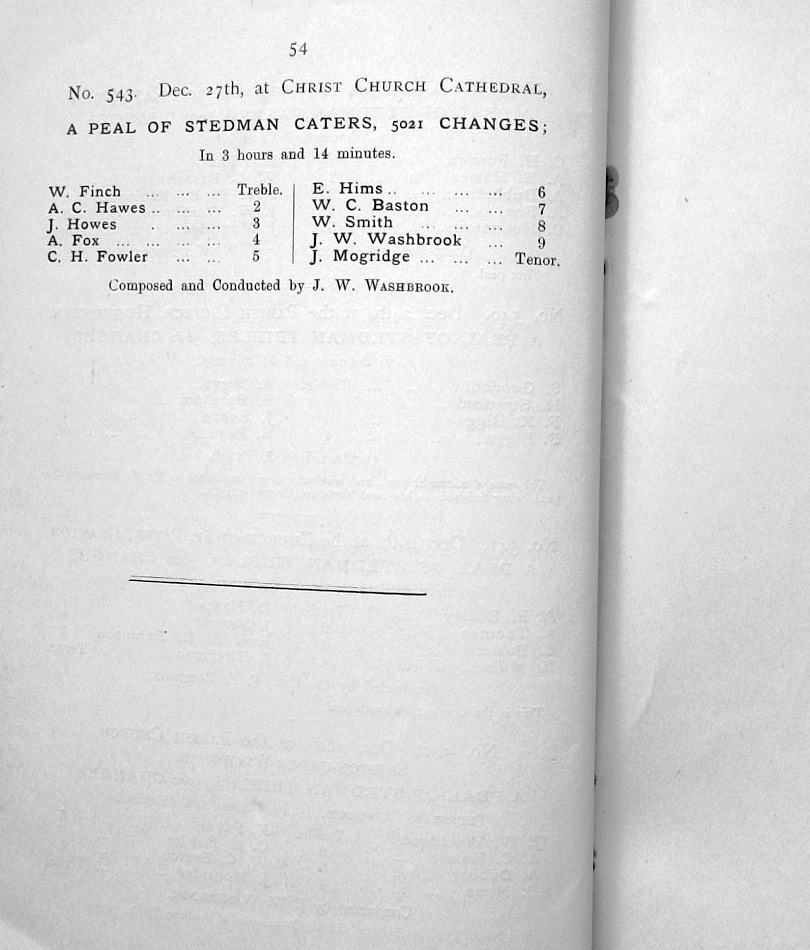 54
No. 543. Dec. 27th, at Christ Church Cathedral,
A PEAL OF STEDMAN CATERS, 5021 CHANGES;
In 3 hours and 14 minutes.
W. Finch ... ... ... Treble.
A. C. Hawes .. ... ... 2
J. Howes . ... ... 3
A. Fox ... ... ... ... 4
C. H. Fowler ... ... 5
E. Hims .. ... ... ... 6
W. C. Baston ... ... 7
W. Smith ... ... ... 8
J. W. Washbrook ... 9
J. Mogridge ... ... ... Tenor.
Composed and Conducted by J. W. Washbrook.